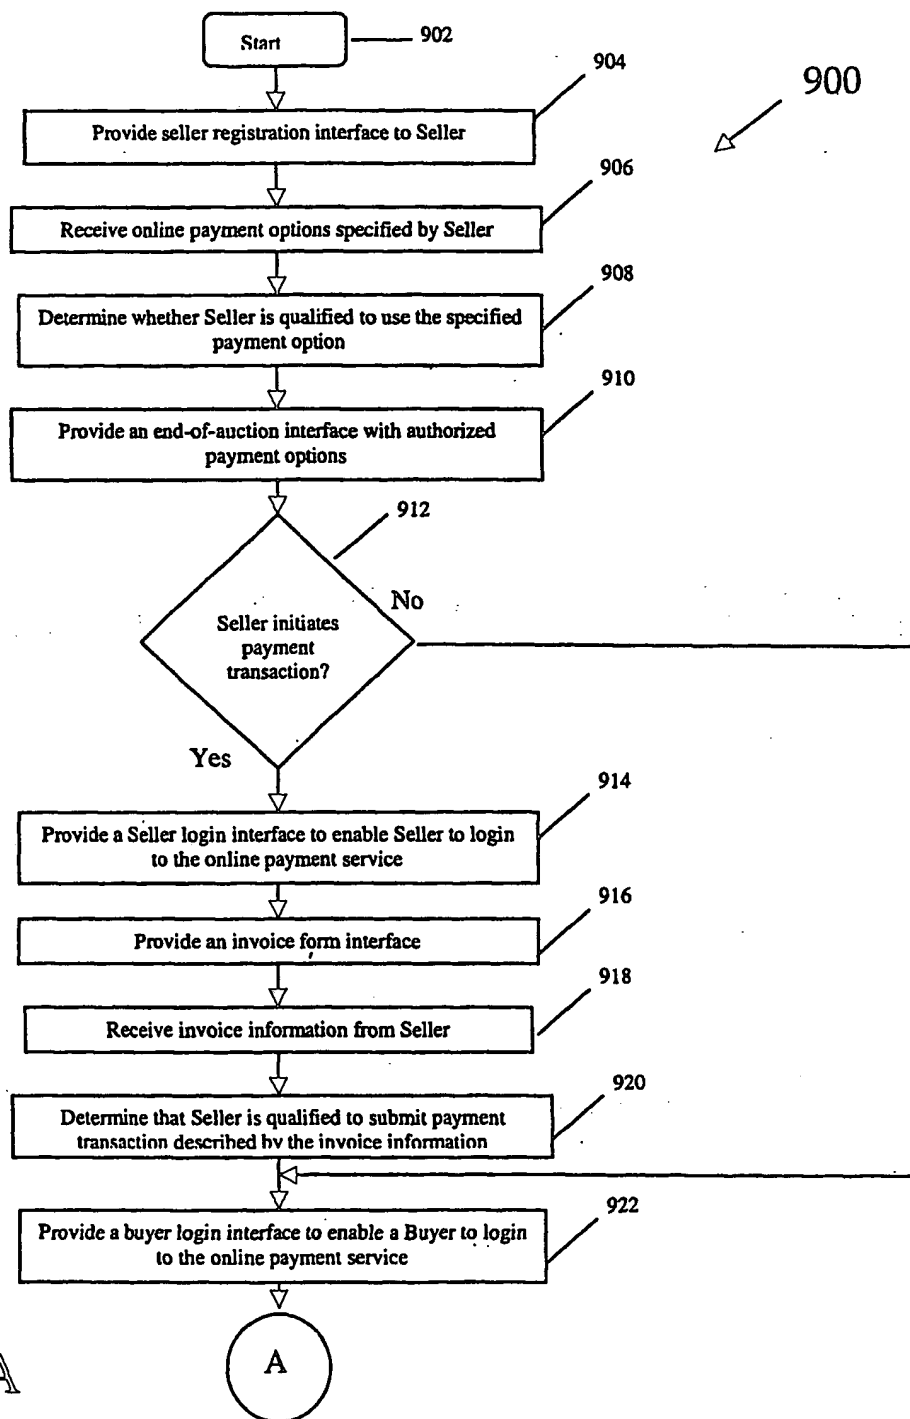 Start
902
904
900
Provide seller registration interface to Seller
906
Receive online payment options specified by Seller
908
Determine whether Seller is qualified to use the specified
payment option
910
Provide an end-of-auction interface with authorized
payment options
912
No
Seller initiates
payment
transaction?
Yes
914
Provide a Seller login interface to enable Seller to login
to the online payment service
916
Provide an invoice form interface
918
Receive invoice information from Seller
920
Determine that Seller is qualified to submit payment
transaction described by the invoice information
922
Provide a buyer login interface to enable a Buyer to login
to the online payment service
A
A